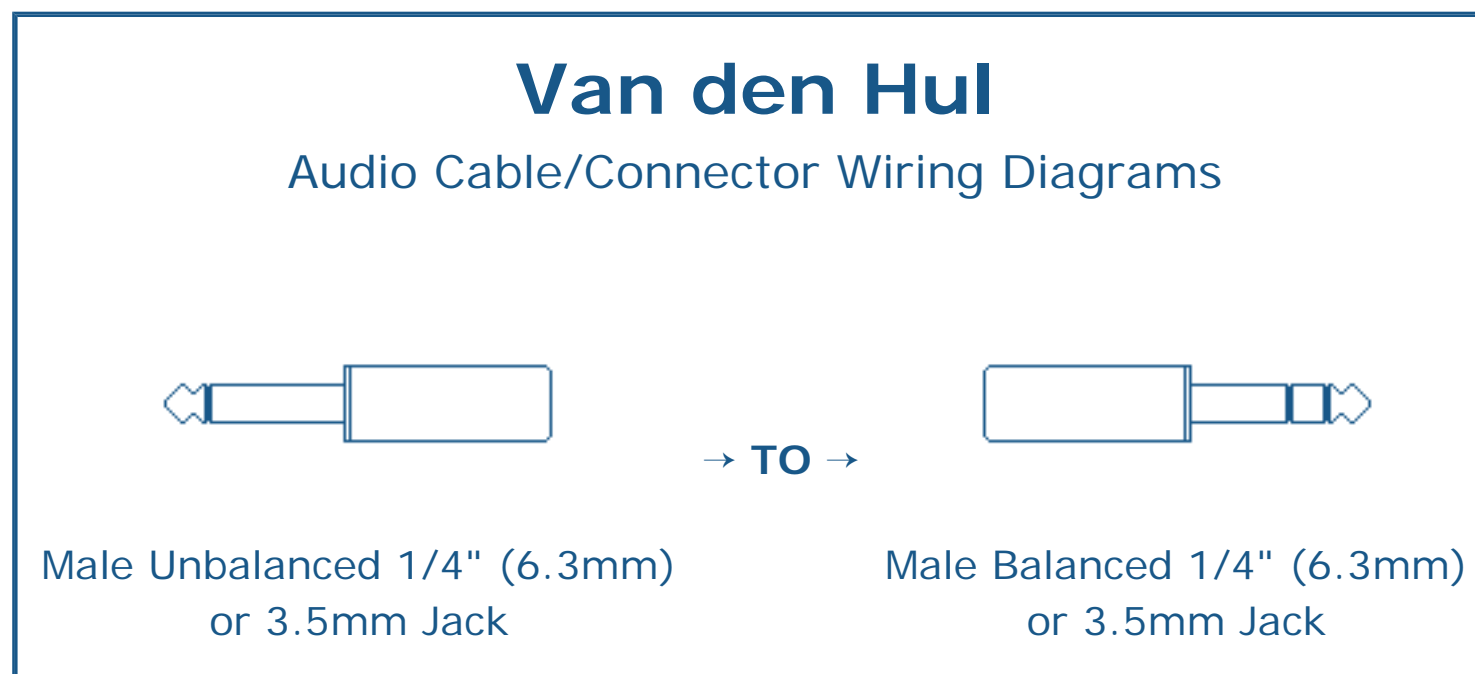 Van den Hul
Audio Cable/Connector Wiring Diagrams
→ TO →
Male Unbalanced 1/4" (6.3mm)
or 3.5mm Jack
Male Balanced 1/4" (6.3mm)
or 3.5mm Jack